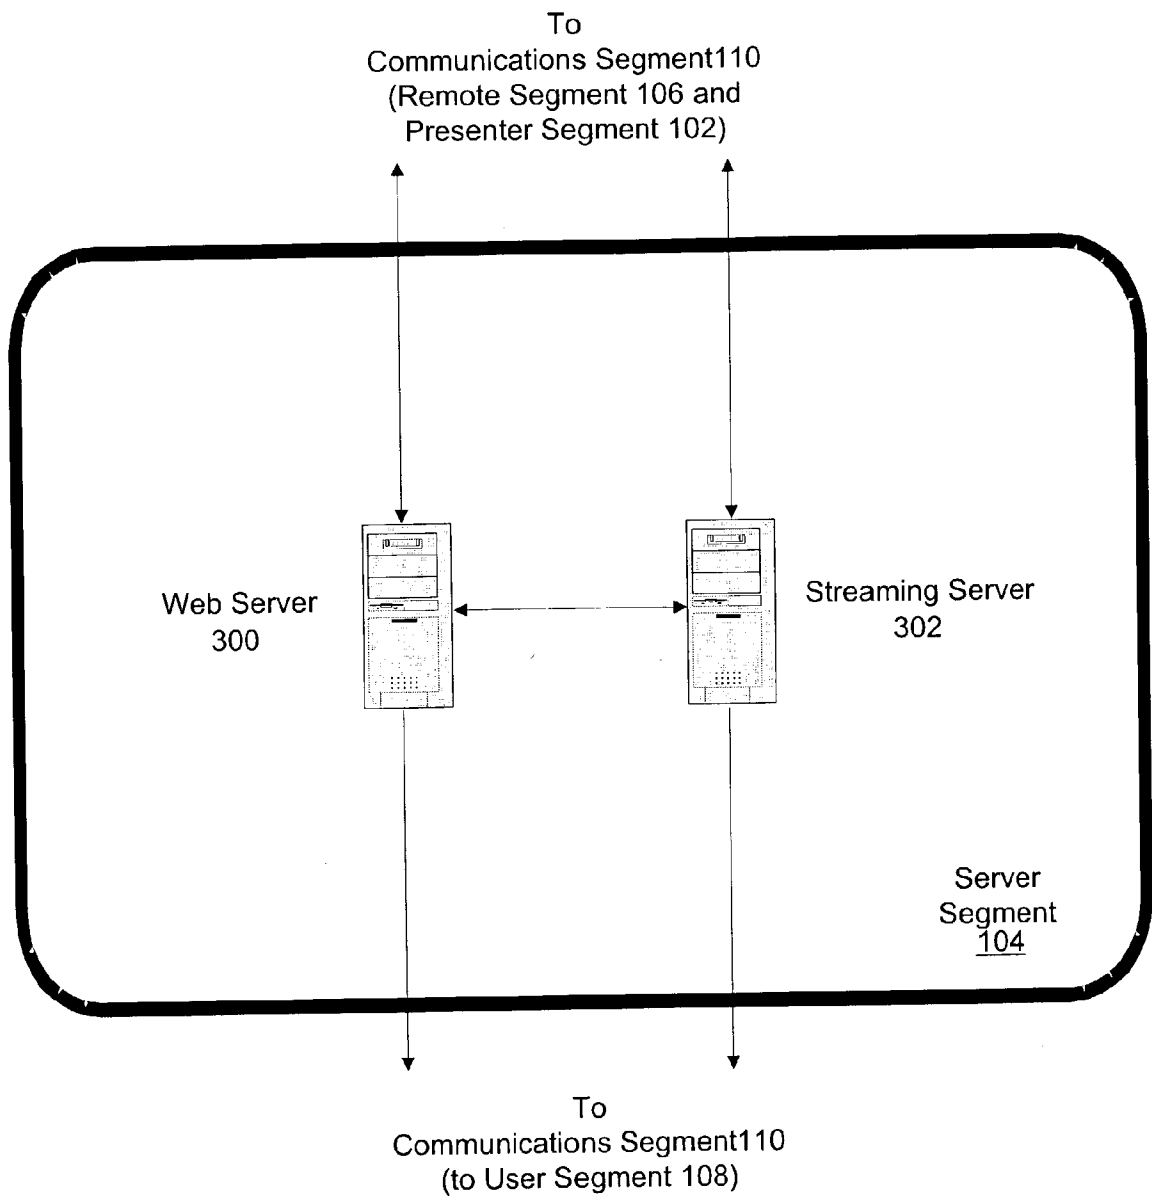 To
Communications Segment110
(Remote Segment 106 and
Presenter Segment 102)
Web Server
300
Streaming Server
302
Server
Segment
104
To
Communications Segment110
(to User Segment 108)